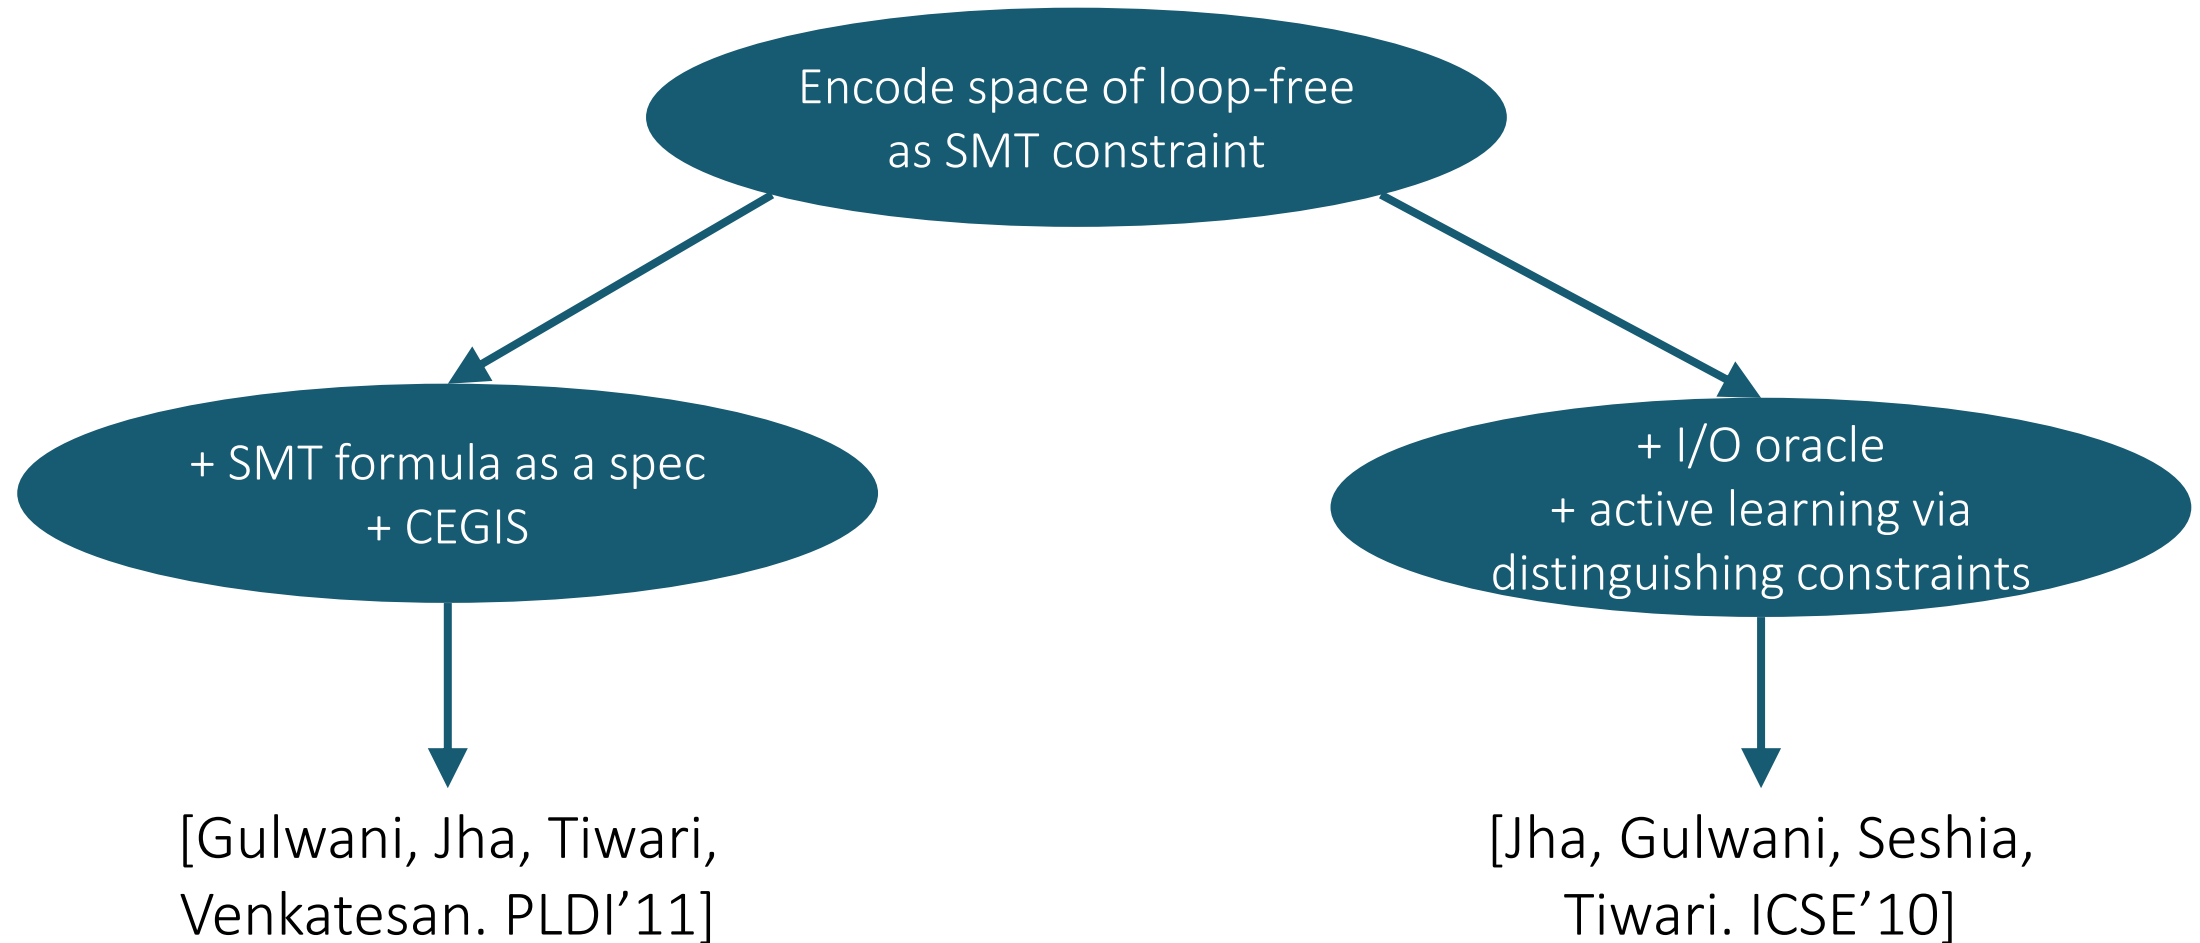 Encode space of loop-free
as SMT constraint
+ SMT formula as a spec
+ CEGIS
+ I/O oracle
+ active learning via
distinguishing constraints
[Gulwani, Jha, Tiwari,
Venkatesan. PLDI’11]
[Jha, Gulwani, Seshia,
Tiwari. ICSE’10]